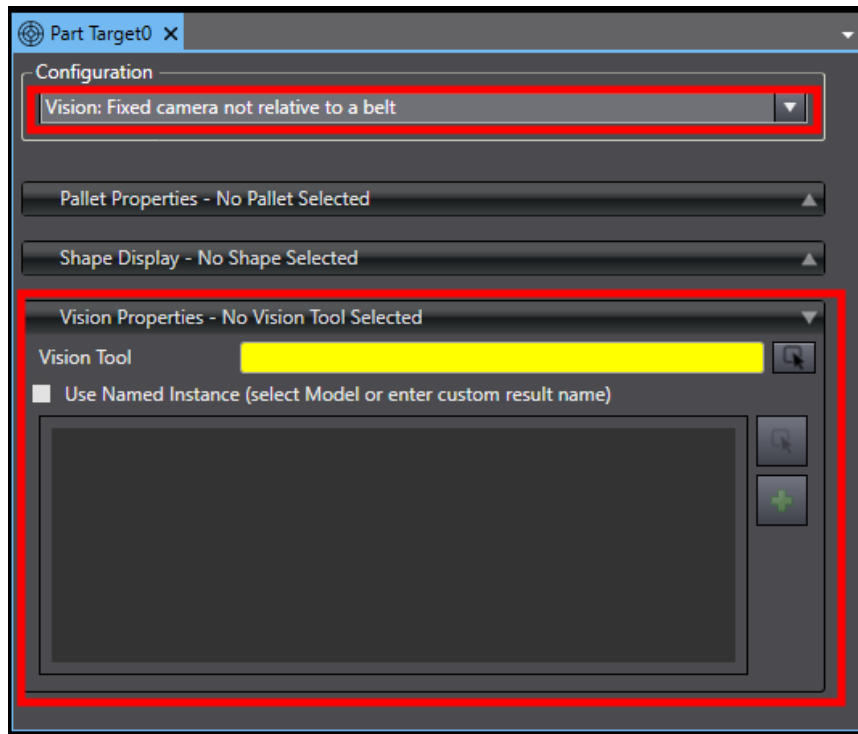 Part Target0
Configuration
Vision: Fixed camera not relative to a belt
Pallet Properties - No Pallet Selected
Shape Display - No Shape Selected
Vision Properties - No Vision Tool Selected
Vision Tool
Use Named Instance (select Model or enter custom result name)